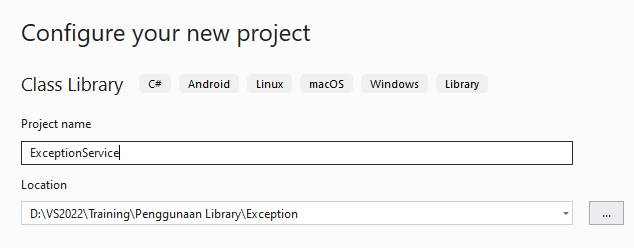 Configure your new project
Class Library C# Android Linux macOS Windows Library
Project name
ExceptionService
Location
D:\VS2022\Training\Penggunaan Library\Exception
...